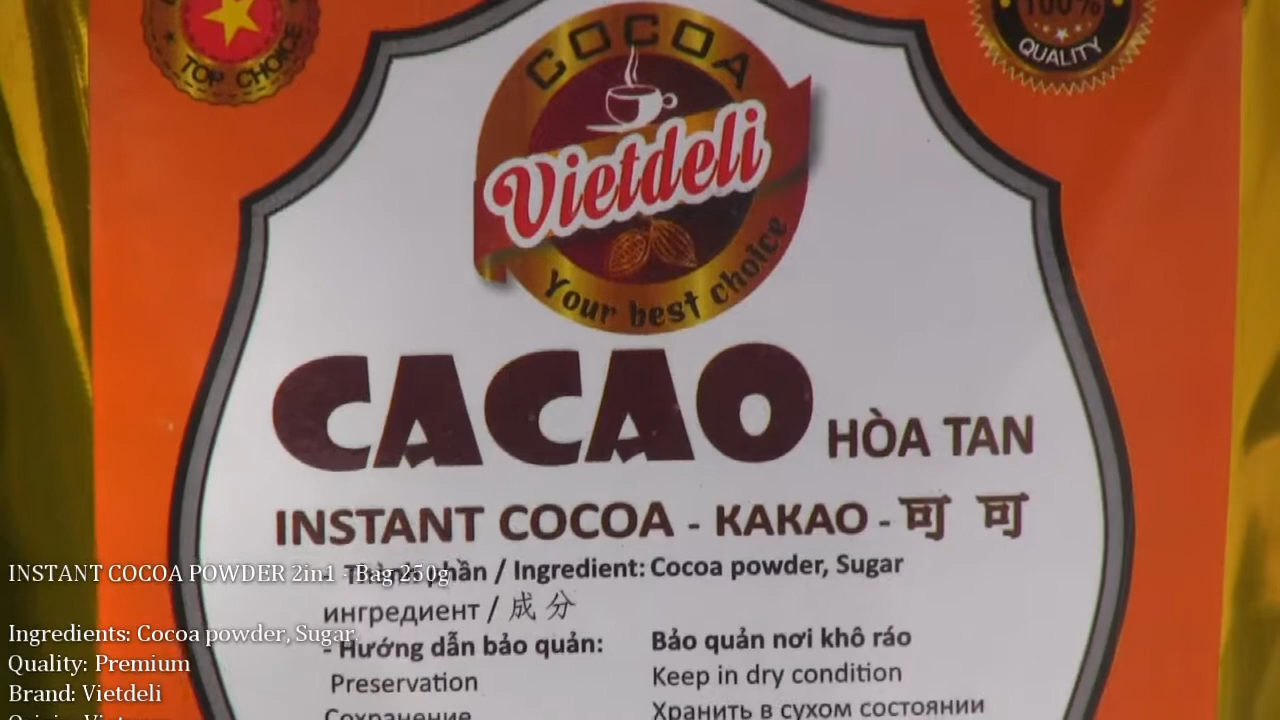 TOP CHOICE
100%
QUALITY
COCOA
Vietdeli
Your best choice
CACAO HÒA TAN
INSTANT COCOA - КАКАО - 可 可
- Thành phần / Ingredient: Cocoa powder, Sugar
ингредиент / 成 分
- Hướng dẫn bảo quản: Bảo quản nơi khô ráo
Preservation Keep in dry condition
Сохранение Хранить в сухом состоянии
INSTANT COCOA POWDER 2in1 - Bag 250g
Ingredients: Cocoa powder, Sugar
Quality: Premium
Brand: Vietdeli
Origin: Vietnam